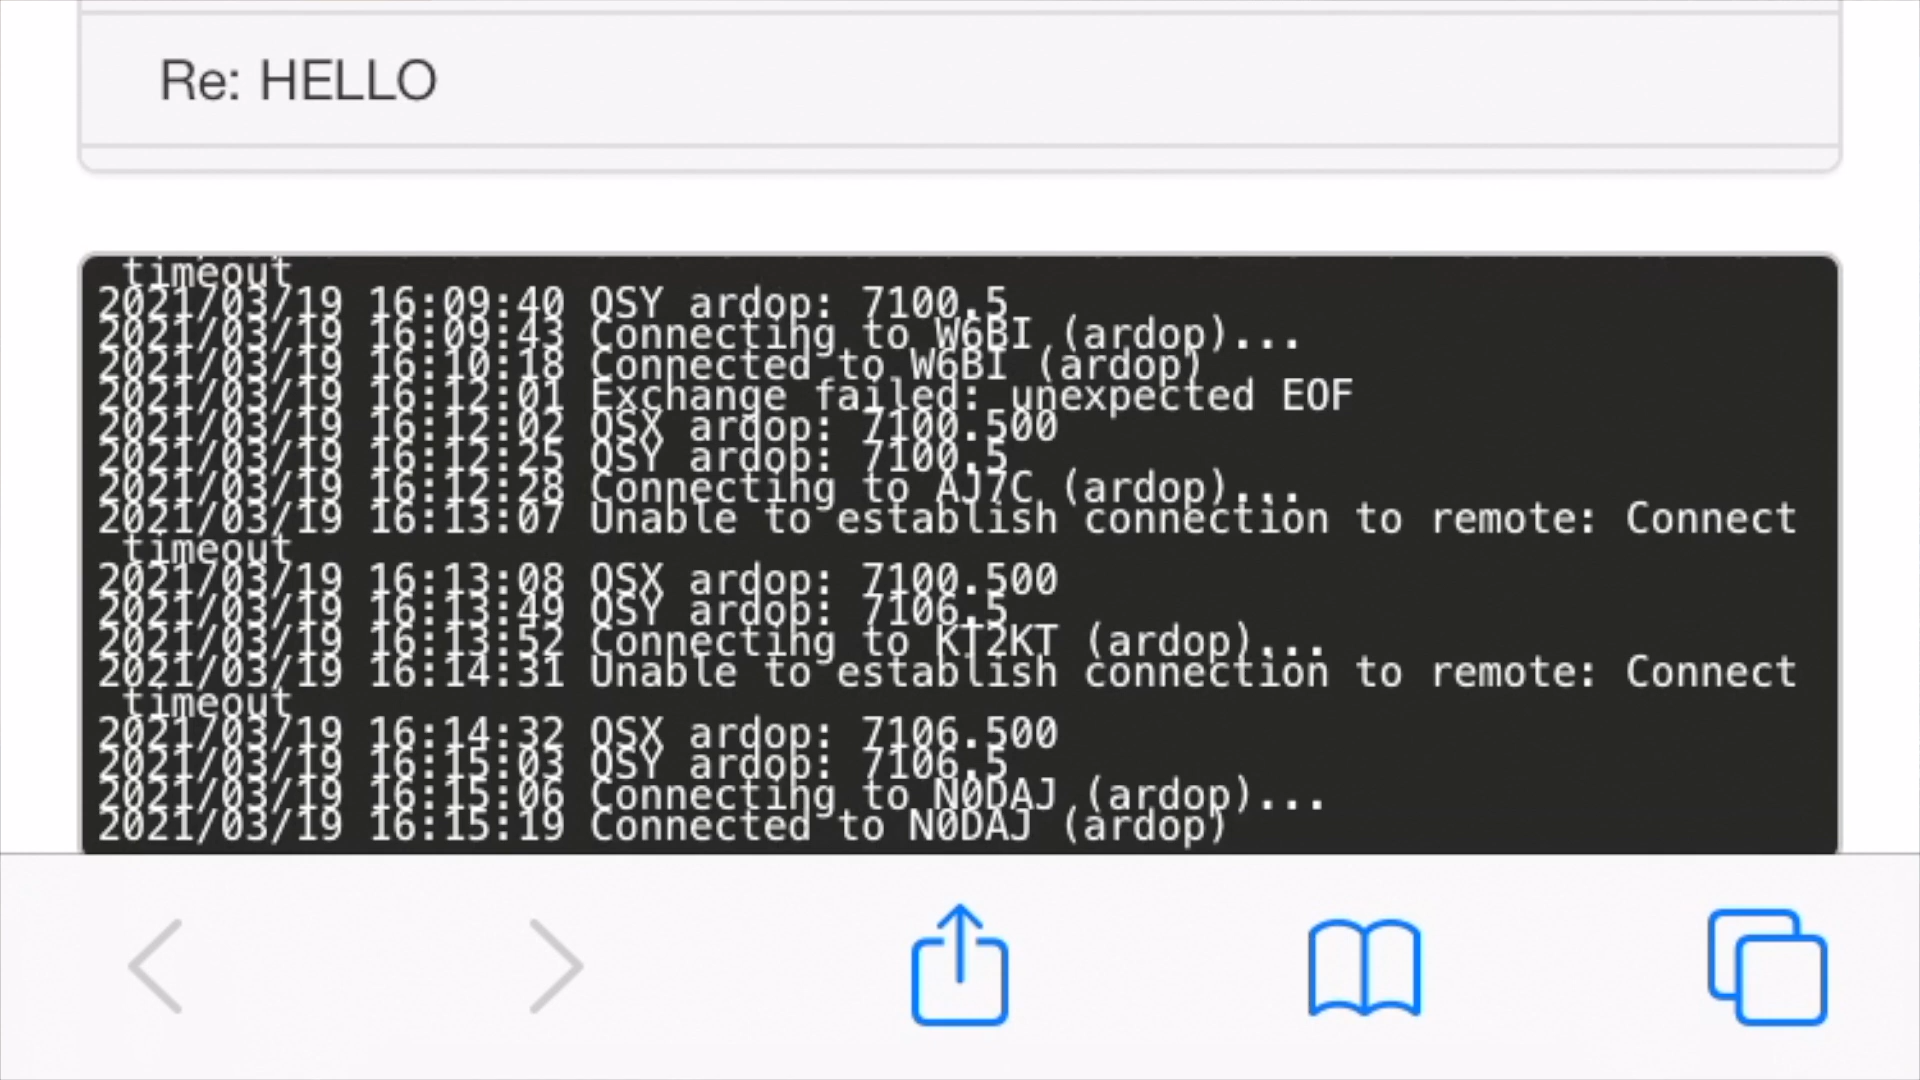 Re: HELLO
timeout
2021/03/19 16:09:40 QSY ardop: 7100.5
2021/03/19 16:09:43 Connecting to W6BI (ardop)...
2021/03/19 16:10:18 Connected to W6BI (ardop)
2021/03/19 16:12:01 Exchange failed: unexpected EOF
2021/03/19 16:12:02 QSX ardop: 7100.500
2021/03/19 16:12:25 QSY ardop: 7100.5
2021/03/19 16:12:28 Connecting to AJ7C (ardop)...
2021/03/19 16:13:07 Unable to establish connection to remote: Connect
timeout
2021/03/19 16:13:08 QSX ardop: 7100.500
2021/03/19 16:13:49 QSY ardop: 7106.5
2021/03/19 16:13:52 Connecting to KT2KT (ardop)...
2021/03/19 16:14:31 Unable to establish connection to remote: Connect
timeout
2021/03/19 16:14:32 QSX ardop: 7106.500
2021/03/19 16:15:03 QSY ardop: 7106.5
2021/03/19 16:15:06 Connecting to N0DAJ (ardop)...
2021/03/19 16:15:19 Connected to N0DAJ (ardop)